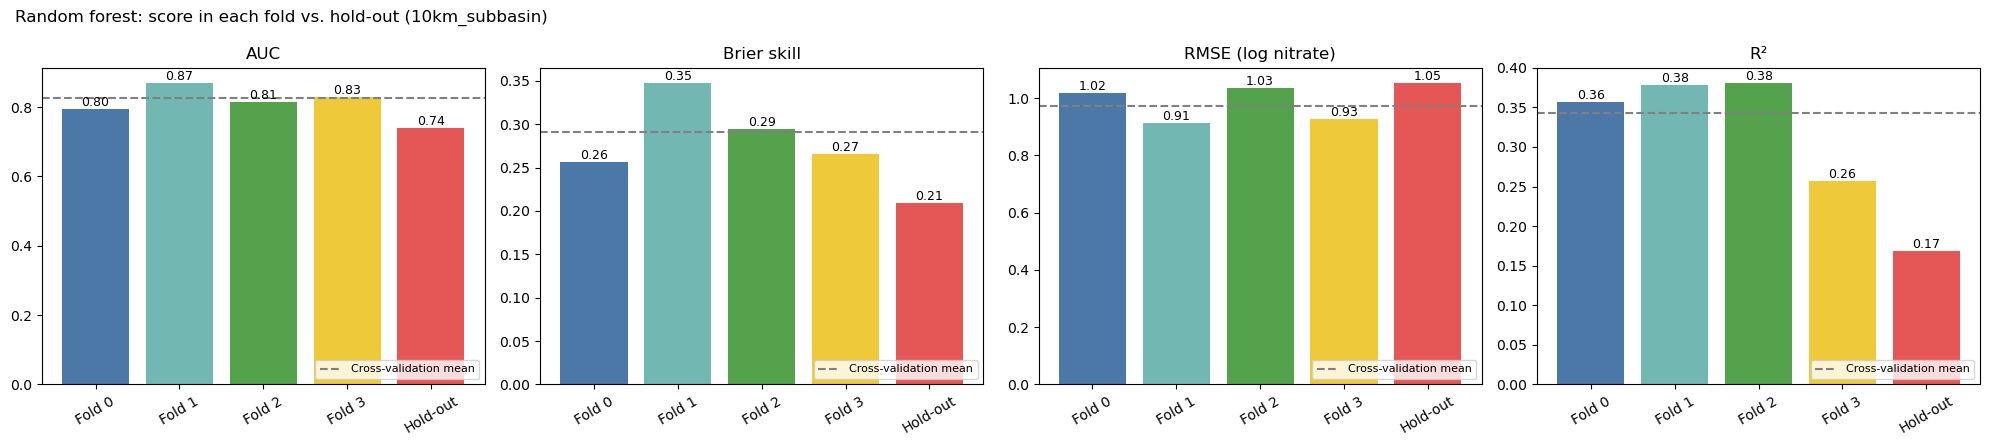 Random forest: score in each fold vs. hold-out (10km_subbasin)
AUC
0.8
0.6
0.4
0.2
0.0
0.80
0.87
0.81
0.83
0.74
Cross-validation mean
Fold 0
Fold 1
Fold 2
Fold 3
Hold-out
Brier skill
0.35
0.30
0.25
0.20
0.15
0.10
0.05
0.00
0.26
0.35
0.29
0.27
0.21
Cross-validation mean
Fold 0
Fold 1
Fold 2
Fold 3
Hold-out
RMSE (log nitrate)
1.0
0.8
0.6
0.4
0.2
0.0
1.02
0.91
1.03
0.93
1.05
Cross-validation mean
Fold 0
Fold 1
Fold 2
Fold 3
Hold-out
R²
0.40
0.35
0.30
0.25
0.20
0.15
0.10
0.05
0.00
0.36
0.38
0.38
0.26
0.17
Cross-validation mean
Fold 0
Fold 1
Fold 2
Fold 3
Hold-out